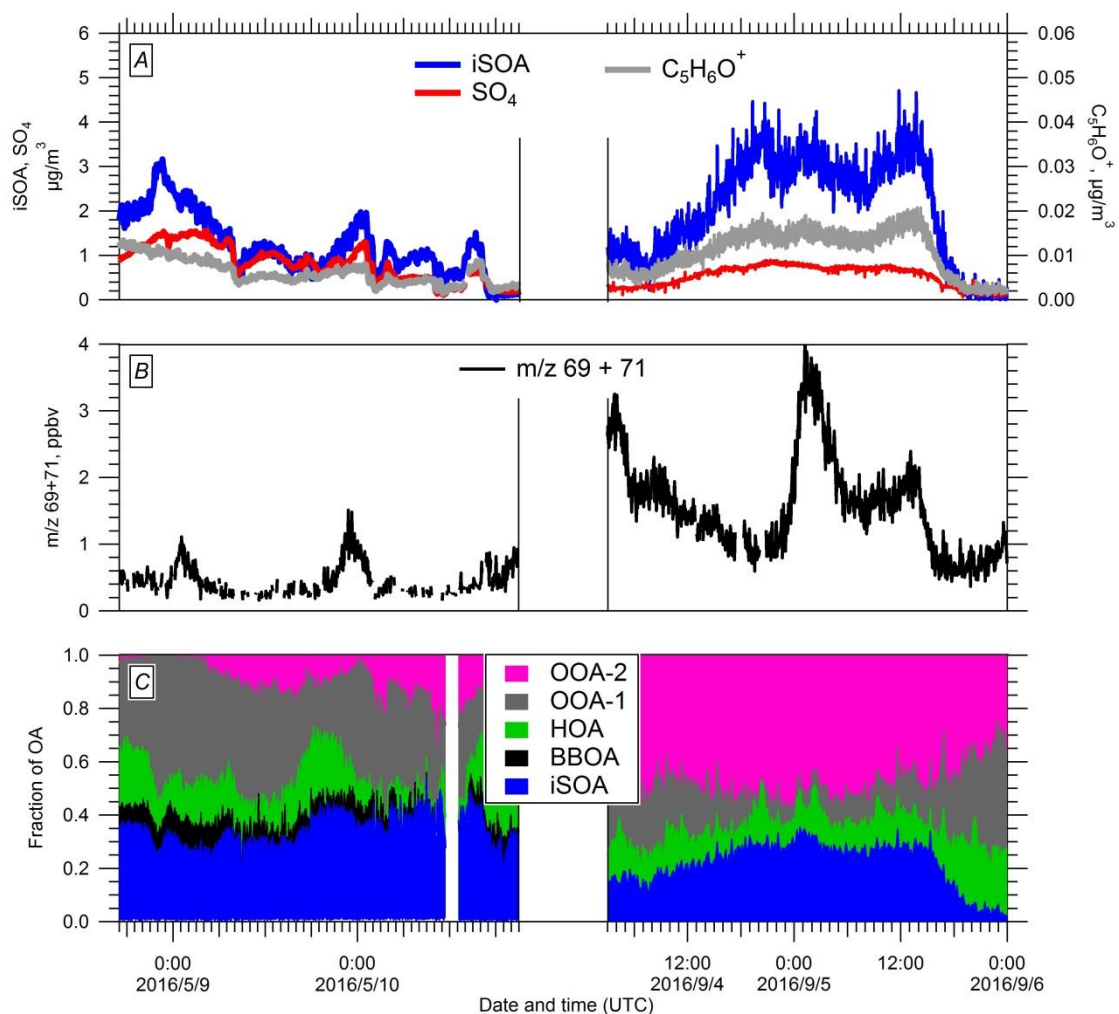 A
iSOA
SO₄
C₅H₆O⁺
iSOA, SO₄
µg/m³
6
5
4
3
2
1
0
0.06
0.05
0.04
0.03
0.02
0.01
0.00
C₅H₆O⁺, µg/m³
B
m/z 69 + 71
m/z 69+71, ppbv
4
3
2
1
0
C
OOA-2
OOA-1
HOA
BBOA
iSOA
Fraction of OA
1.0
0.8
0.6
0.4
0.2
0.0
0:00 0:00 12:00 0:00 12:00 0:00
2016/5/9 2016/5/10 2016/9/4 2016/9/5 2016/9/6
Date and time (UTC)